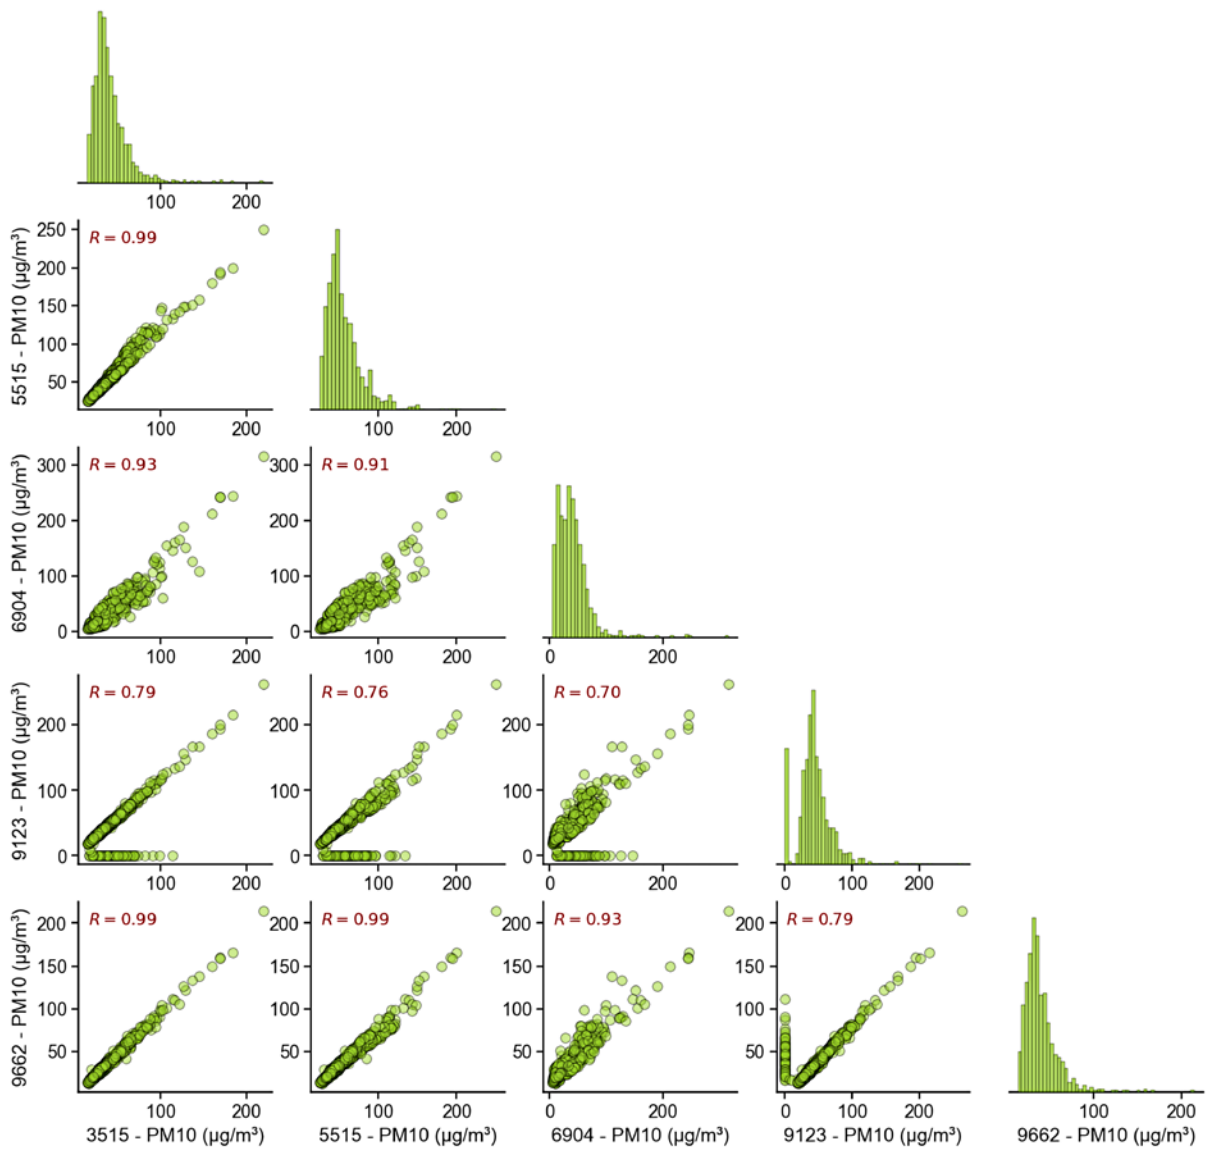 100 200
5515 - PM10 (µg/m³)
250
200
150
100
50
R = 0.99
100 200
100 200
6904 - PM10 (µg/m³)
300
200
100
0
R = 0.93
300
200
100
0
R = 0.91
100 200
100 200
0 200
9123 - PM10 (µg/m³)
200
100
0
R = 0.79
200
100
0
R = 0.76
200
100
0
R = 0.70
100 200
100 200
0 200
0 100 200
9662 - PM10 (µg/m³)
200
150
100
50
R = 0.99
200
150
100
50
R = 0.99
200
150
100
50
R = 0.93
200
150
100
50
R = 0.79
100 200
100 200
0 200
0 100 200
100 200
3515 - PM10 (µg/m³)
5515 - PM10 (µg/m³)
6904 - PM10 (µg/m³)
9123 - PM10 (µg/m³)
9662 - PM10 (µg/m³)